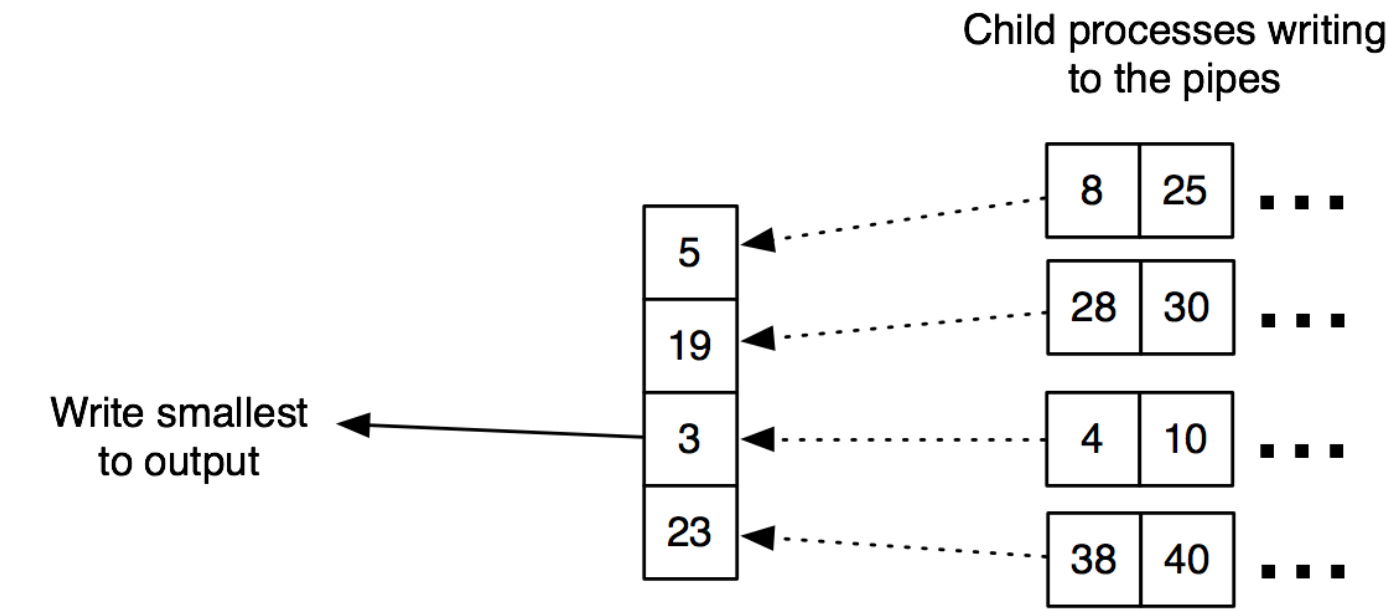 Child processes writing
to the pipes
8 25 ...
5
28 30 ...
19
Write smallest
to output
3
4 10 ...
23
38 40 ...